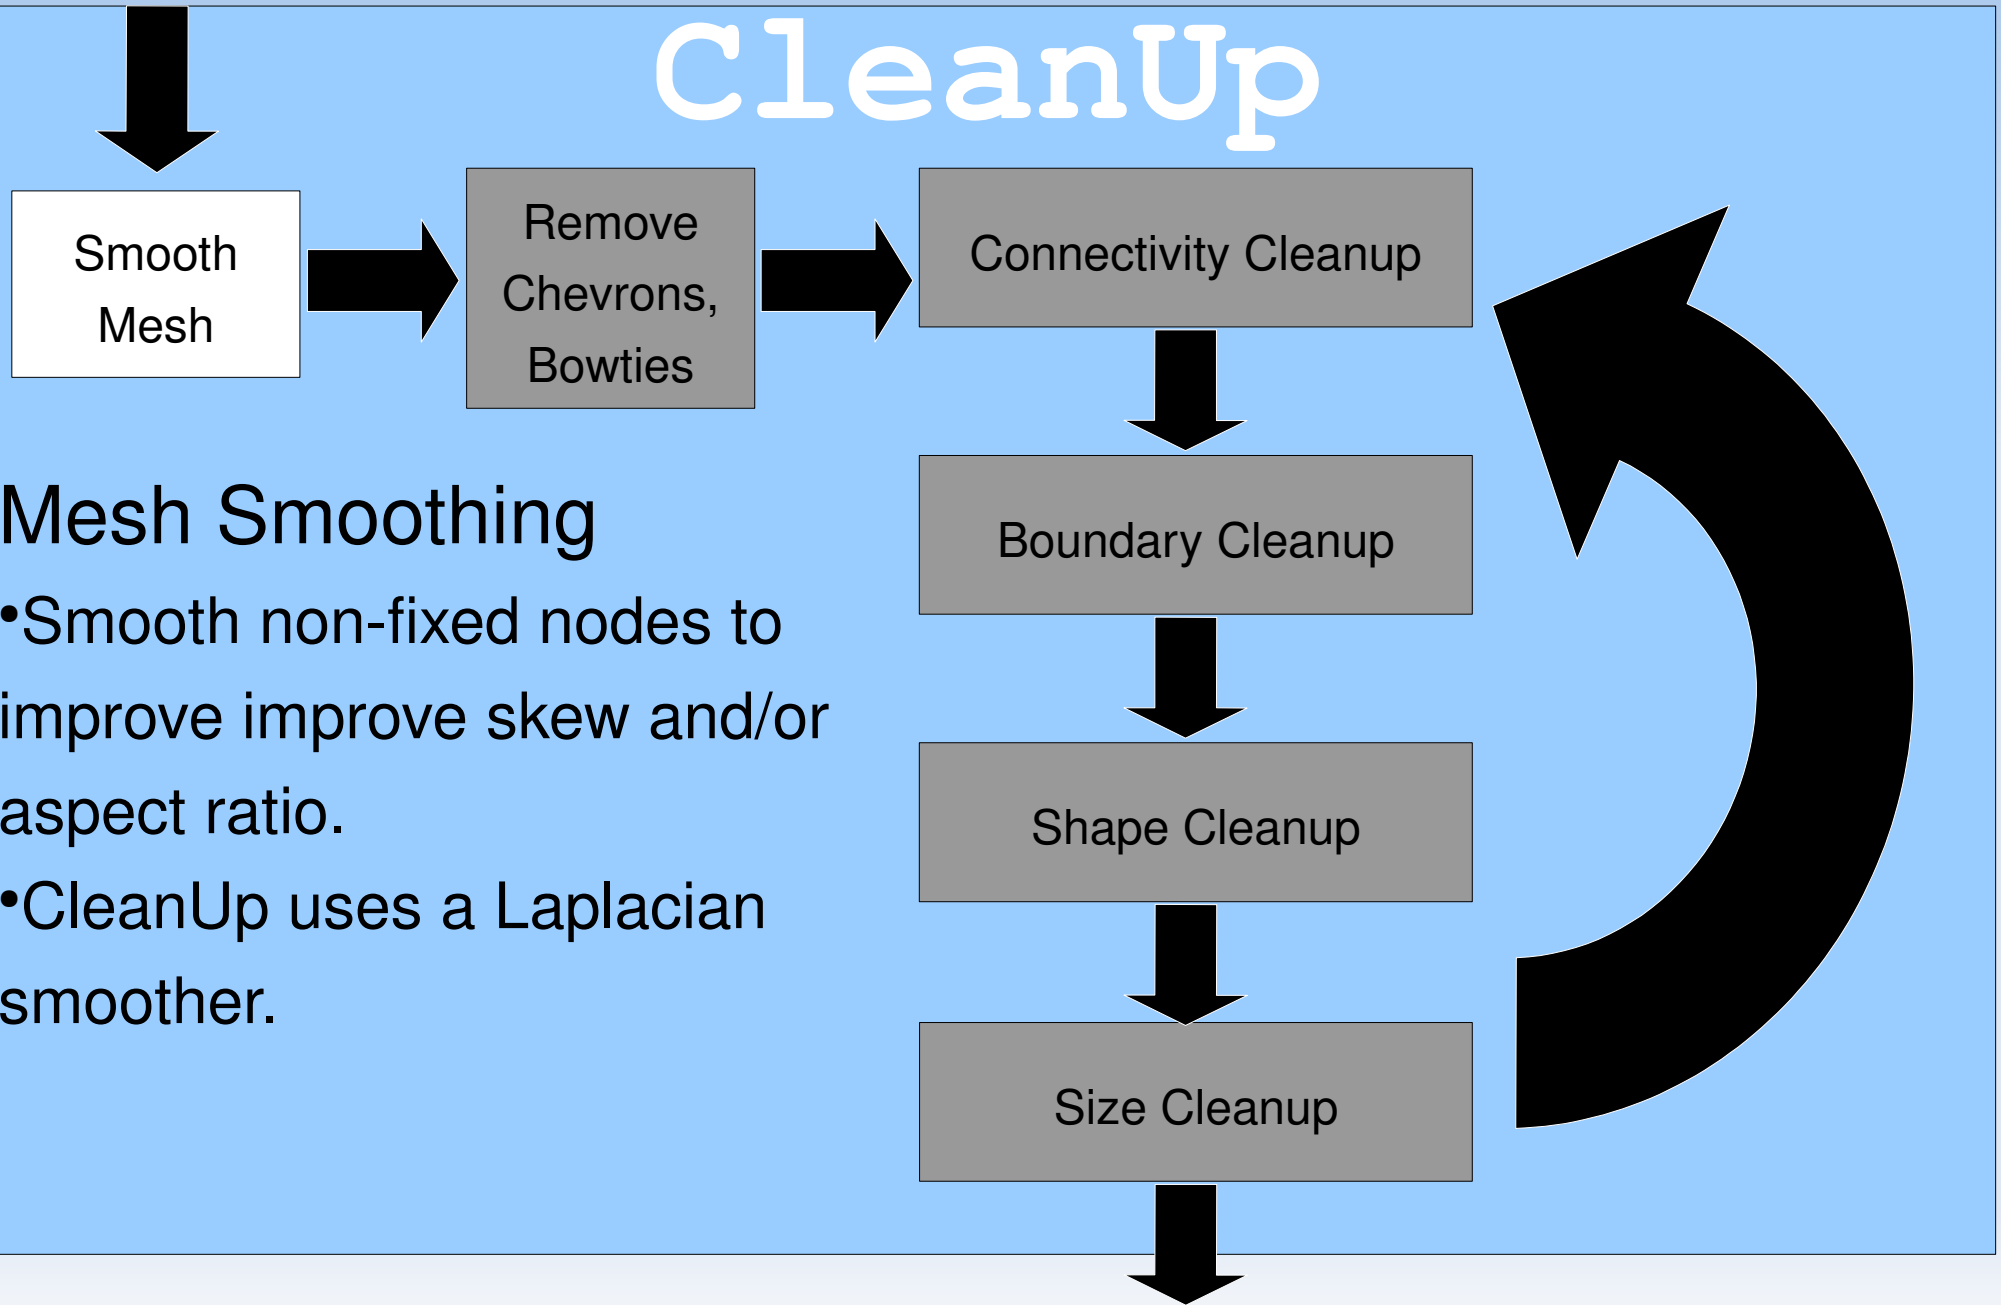 CleanUp
Smooth
Mesh
Remove
Chevrons,
Bowties
Connectivity Cleanup
Boundary Cleanup
Shape Cleanup
Size Cleanup
Mesh Smoothing
•Smooth non-fixed nodes to
improve improve skew and/or
aspect ratio.
•CleanUp uses a Laplacian
smoother.